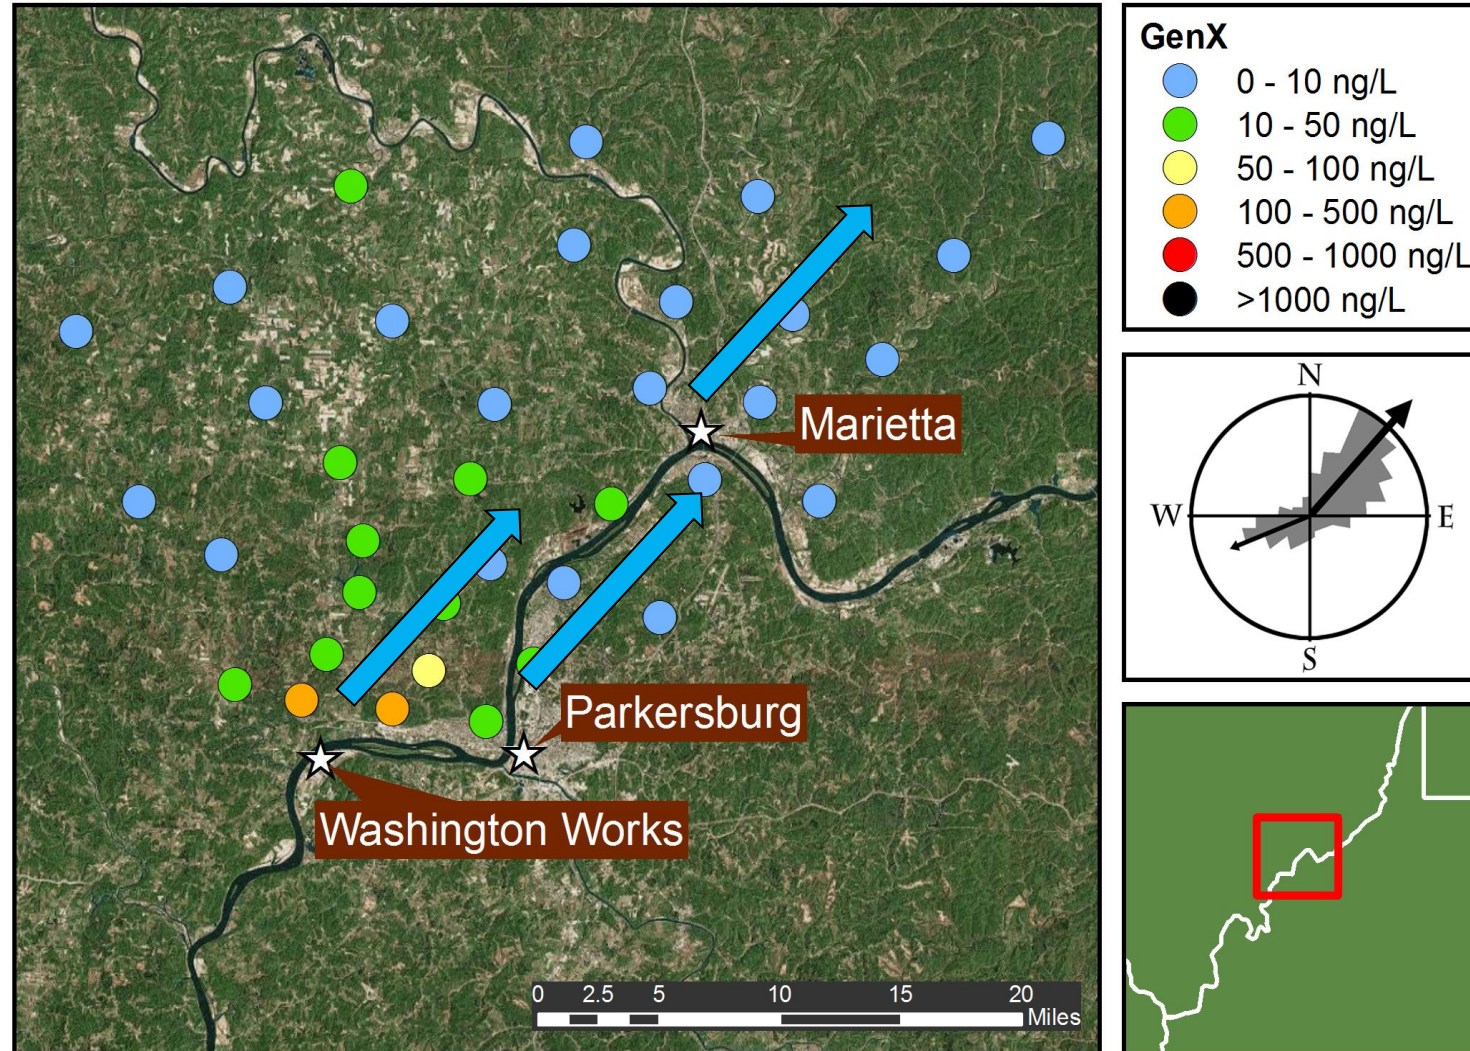 GenX
0 - 10 ng/L
10 - 50 ng/L
50 - 100 ng/L
100 - 500 ng/L
500 - 1000 ng/L
>1000 ng/L
Marietta
Parkersburg
Washington Works
0 2.5 5 10 15 20
Miles
N
W E
S